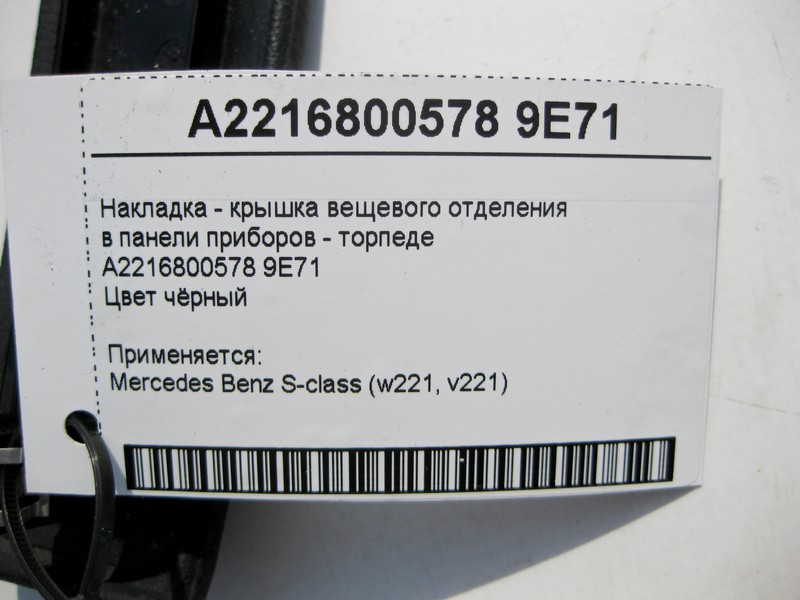 A2216800578 9E71
Накладка - крышка вещевого отделения
в панели приборов - торпеде
A2216800578 9E71
Цвет чёрный
Применяется:
Mercedes Benz S-class (w221, v221)